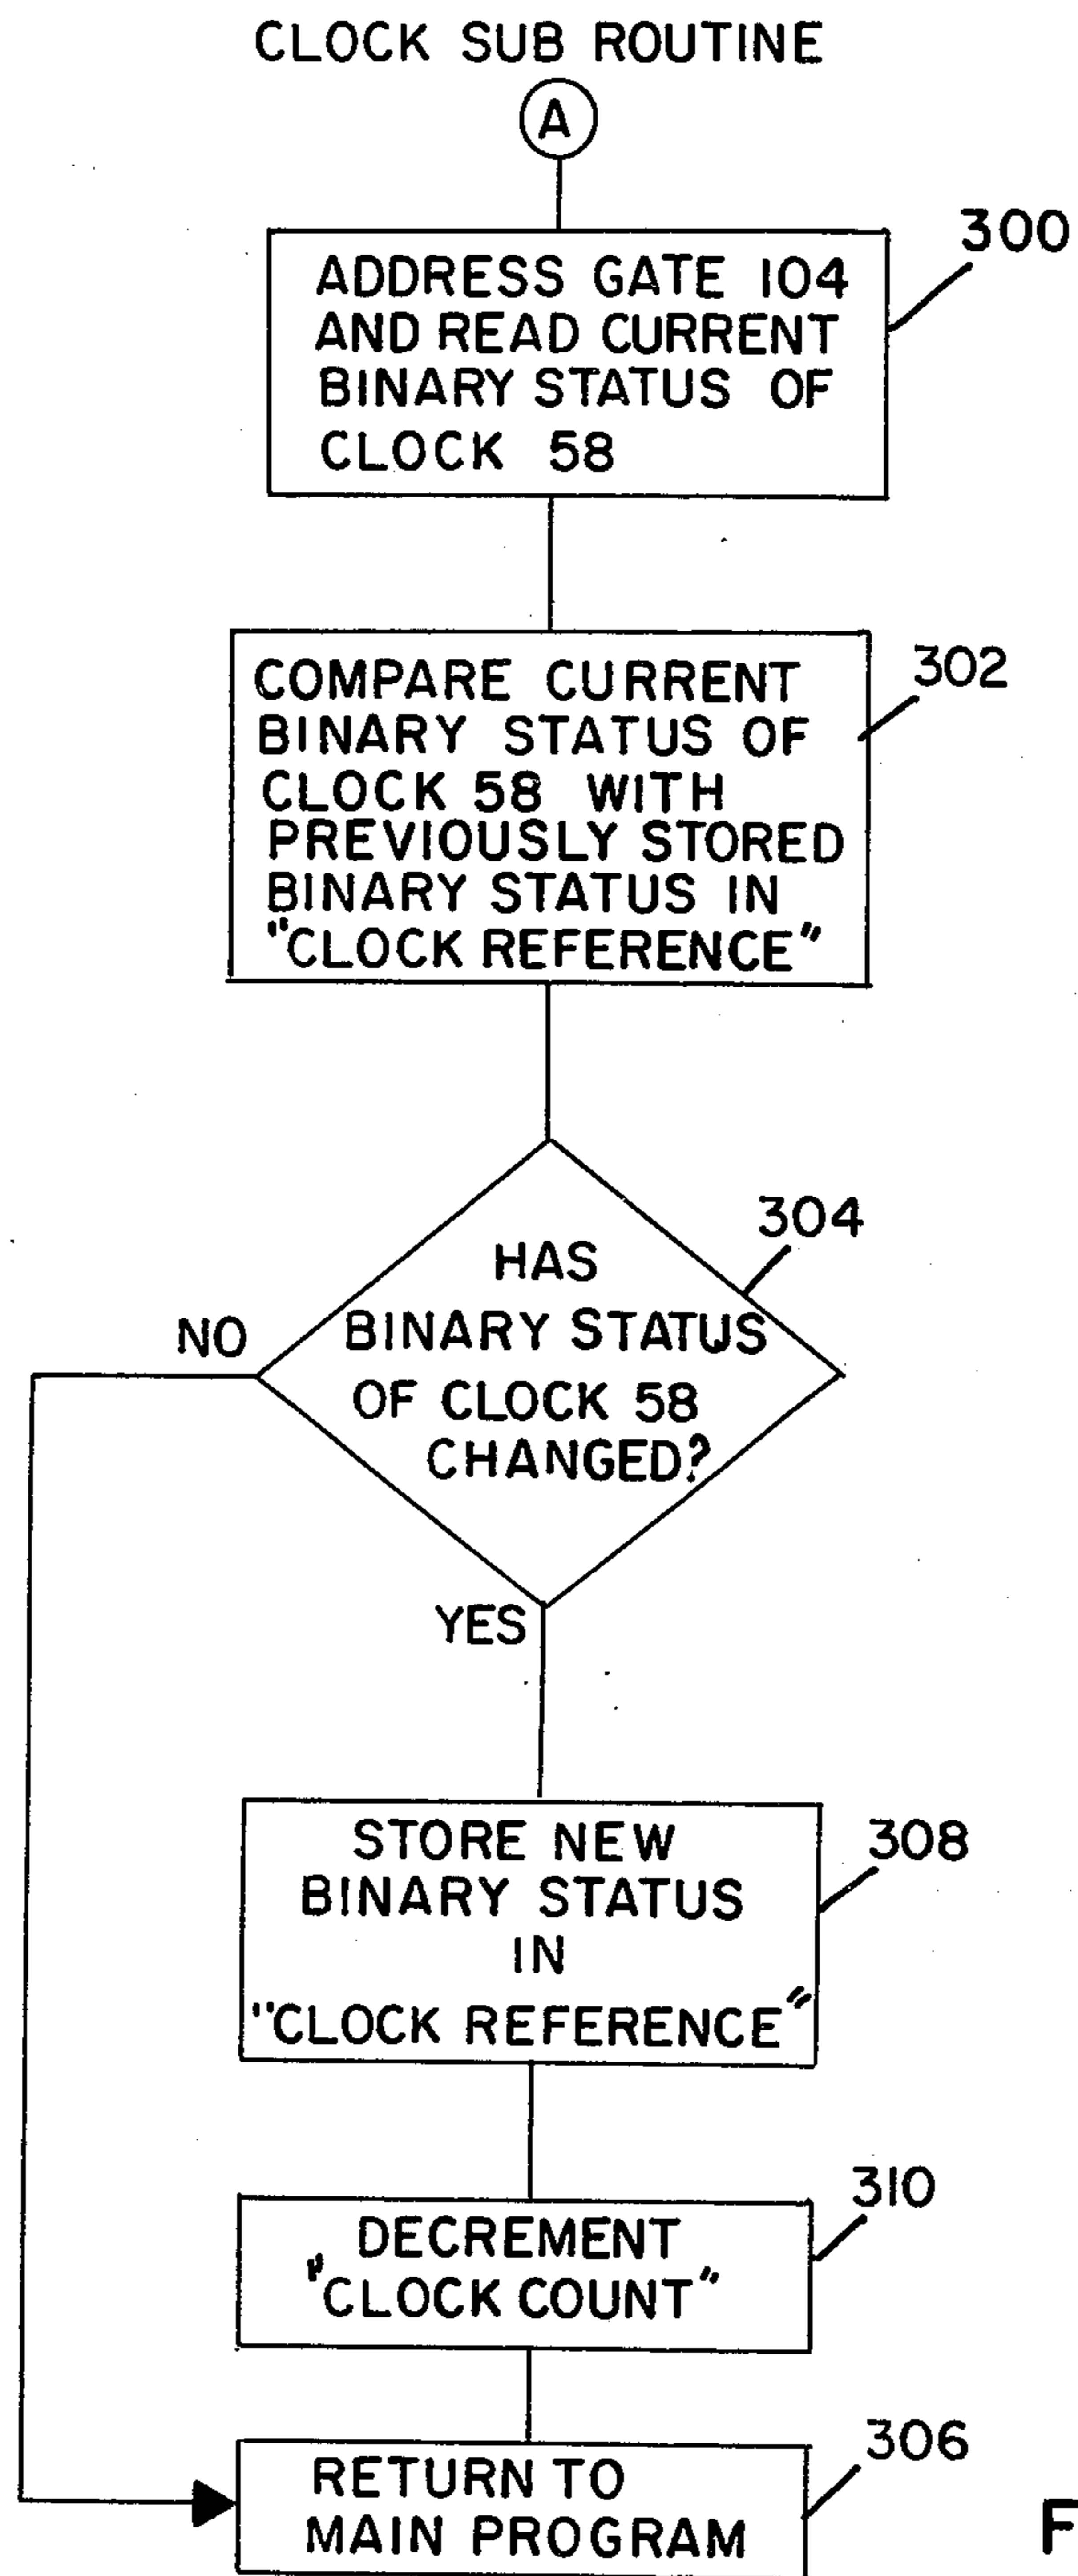 CLOCK SUB ROUTINE
A
300
ADDRESS GATE 104
AND READ CURRENT
BINARY STATUS OF
CLOCK 58
302
COMPARE CURRENT
BINARY STATUS OF
CLOCK 58 WITH
PREVIOUSLY STORED
BINARY STATUS IN
"CLOCK REFERENCE"
304
HAS
BINARY STATUS
OF CLOCK 58
CHANGED?
NO
YES
308
STORE NEW
BINARY STATUS
IN
"CLOCK REFERENCE"
310
DECREMENT
"CLOCK COUNT"
306
RETURN TO
MAIN PROGRAM
F